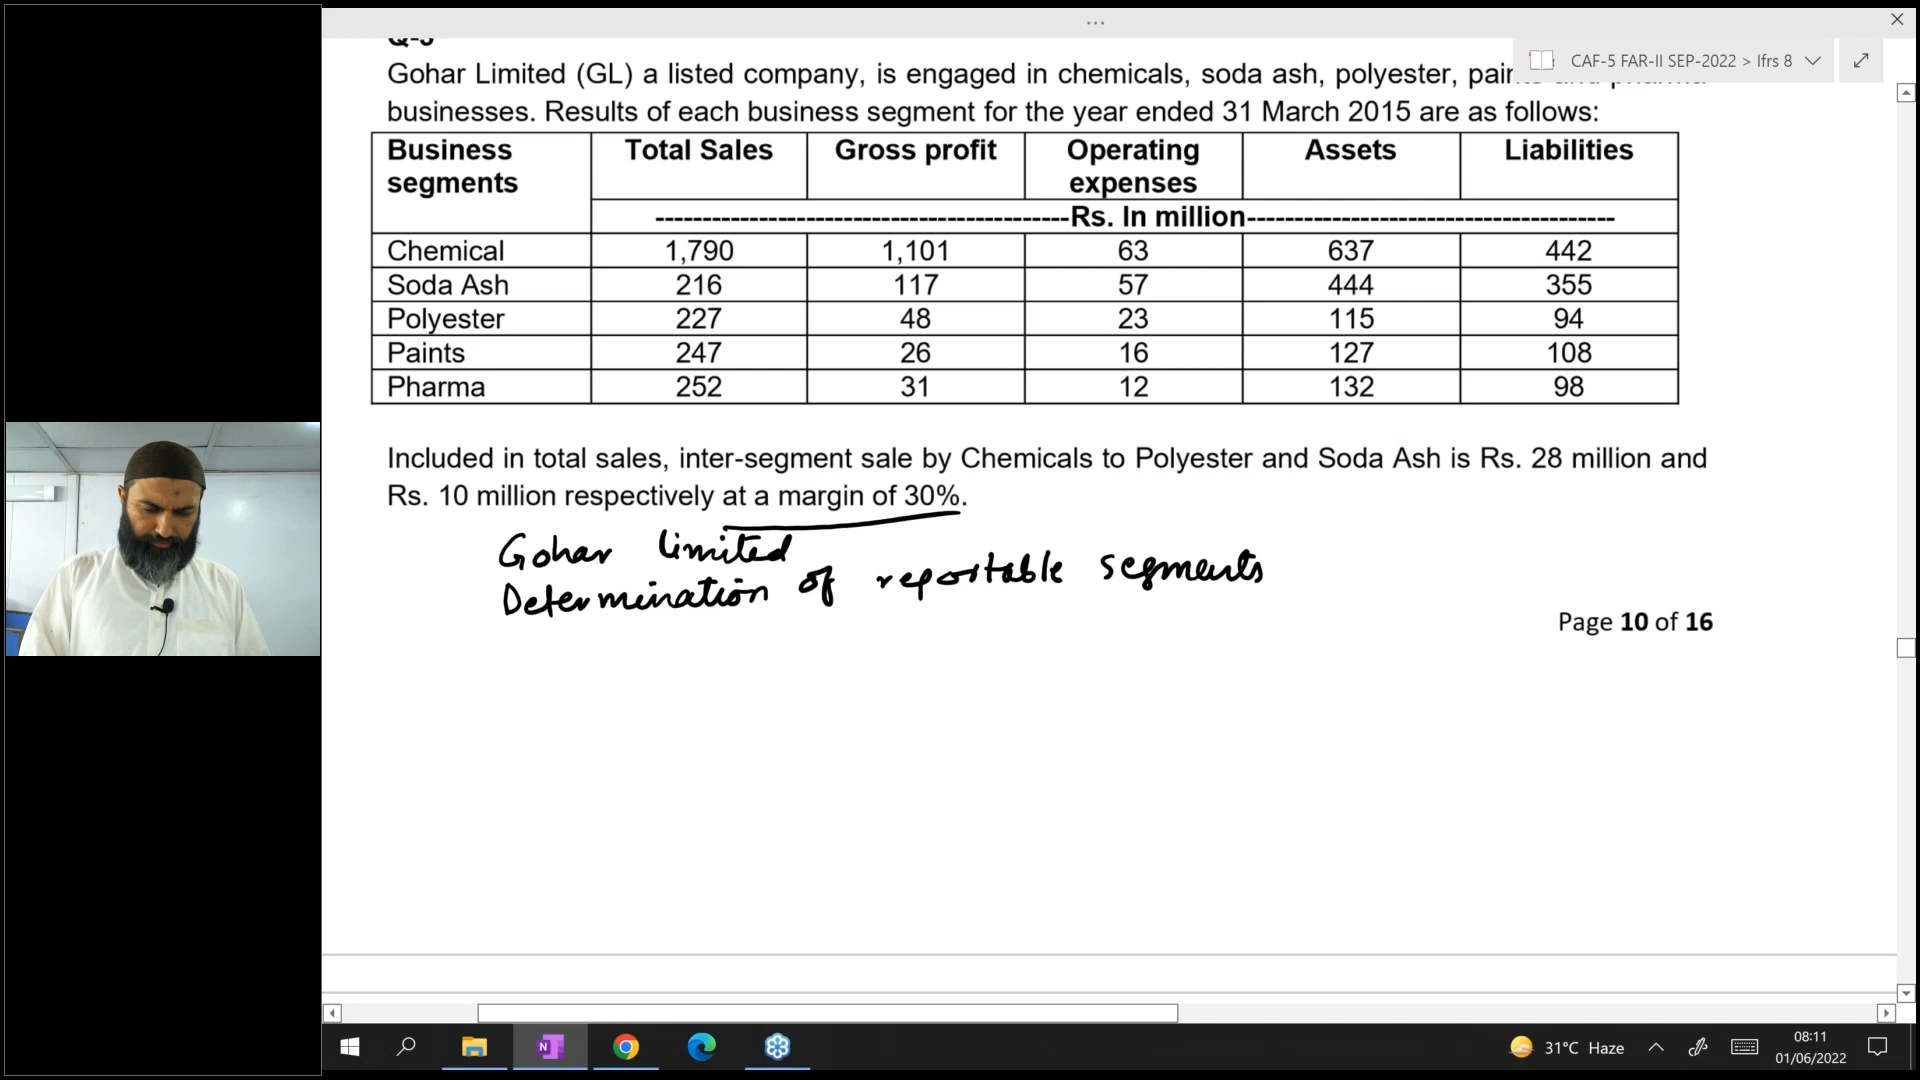 ...
Q-5
CAF-5 FAR-II SEP-2022 > Ifrs 8
Gohar Limited (GL) a listed company, is engaged in chemicals, soda ash, polyester,
businesses. Results of each business segment for the year ended 31 March 2015 are as follows:
Business segments Total Sales Gross profit Operating expenses Assets Liabilities
-------------------------------------------Rs. In million---------------------------------------
Chemical 1,790 1,101 63 637 442
Soda Ash 216 117 57 444 355
Polyester 227 48 23 115 94
Paints 247 26 16 127 108
Pharma 252 31 12 132 98
Included in total sales, inter-segment sale by Chemicals to Polyester and Soda Ash is Rs. 28 million and
Rs. 10 million respectively at a margin of 30%.
Gohar limited
Determination of reportable segments
Page 10 of 16
31°C Haze
08:11
01/06/2022